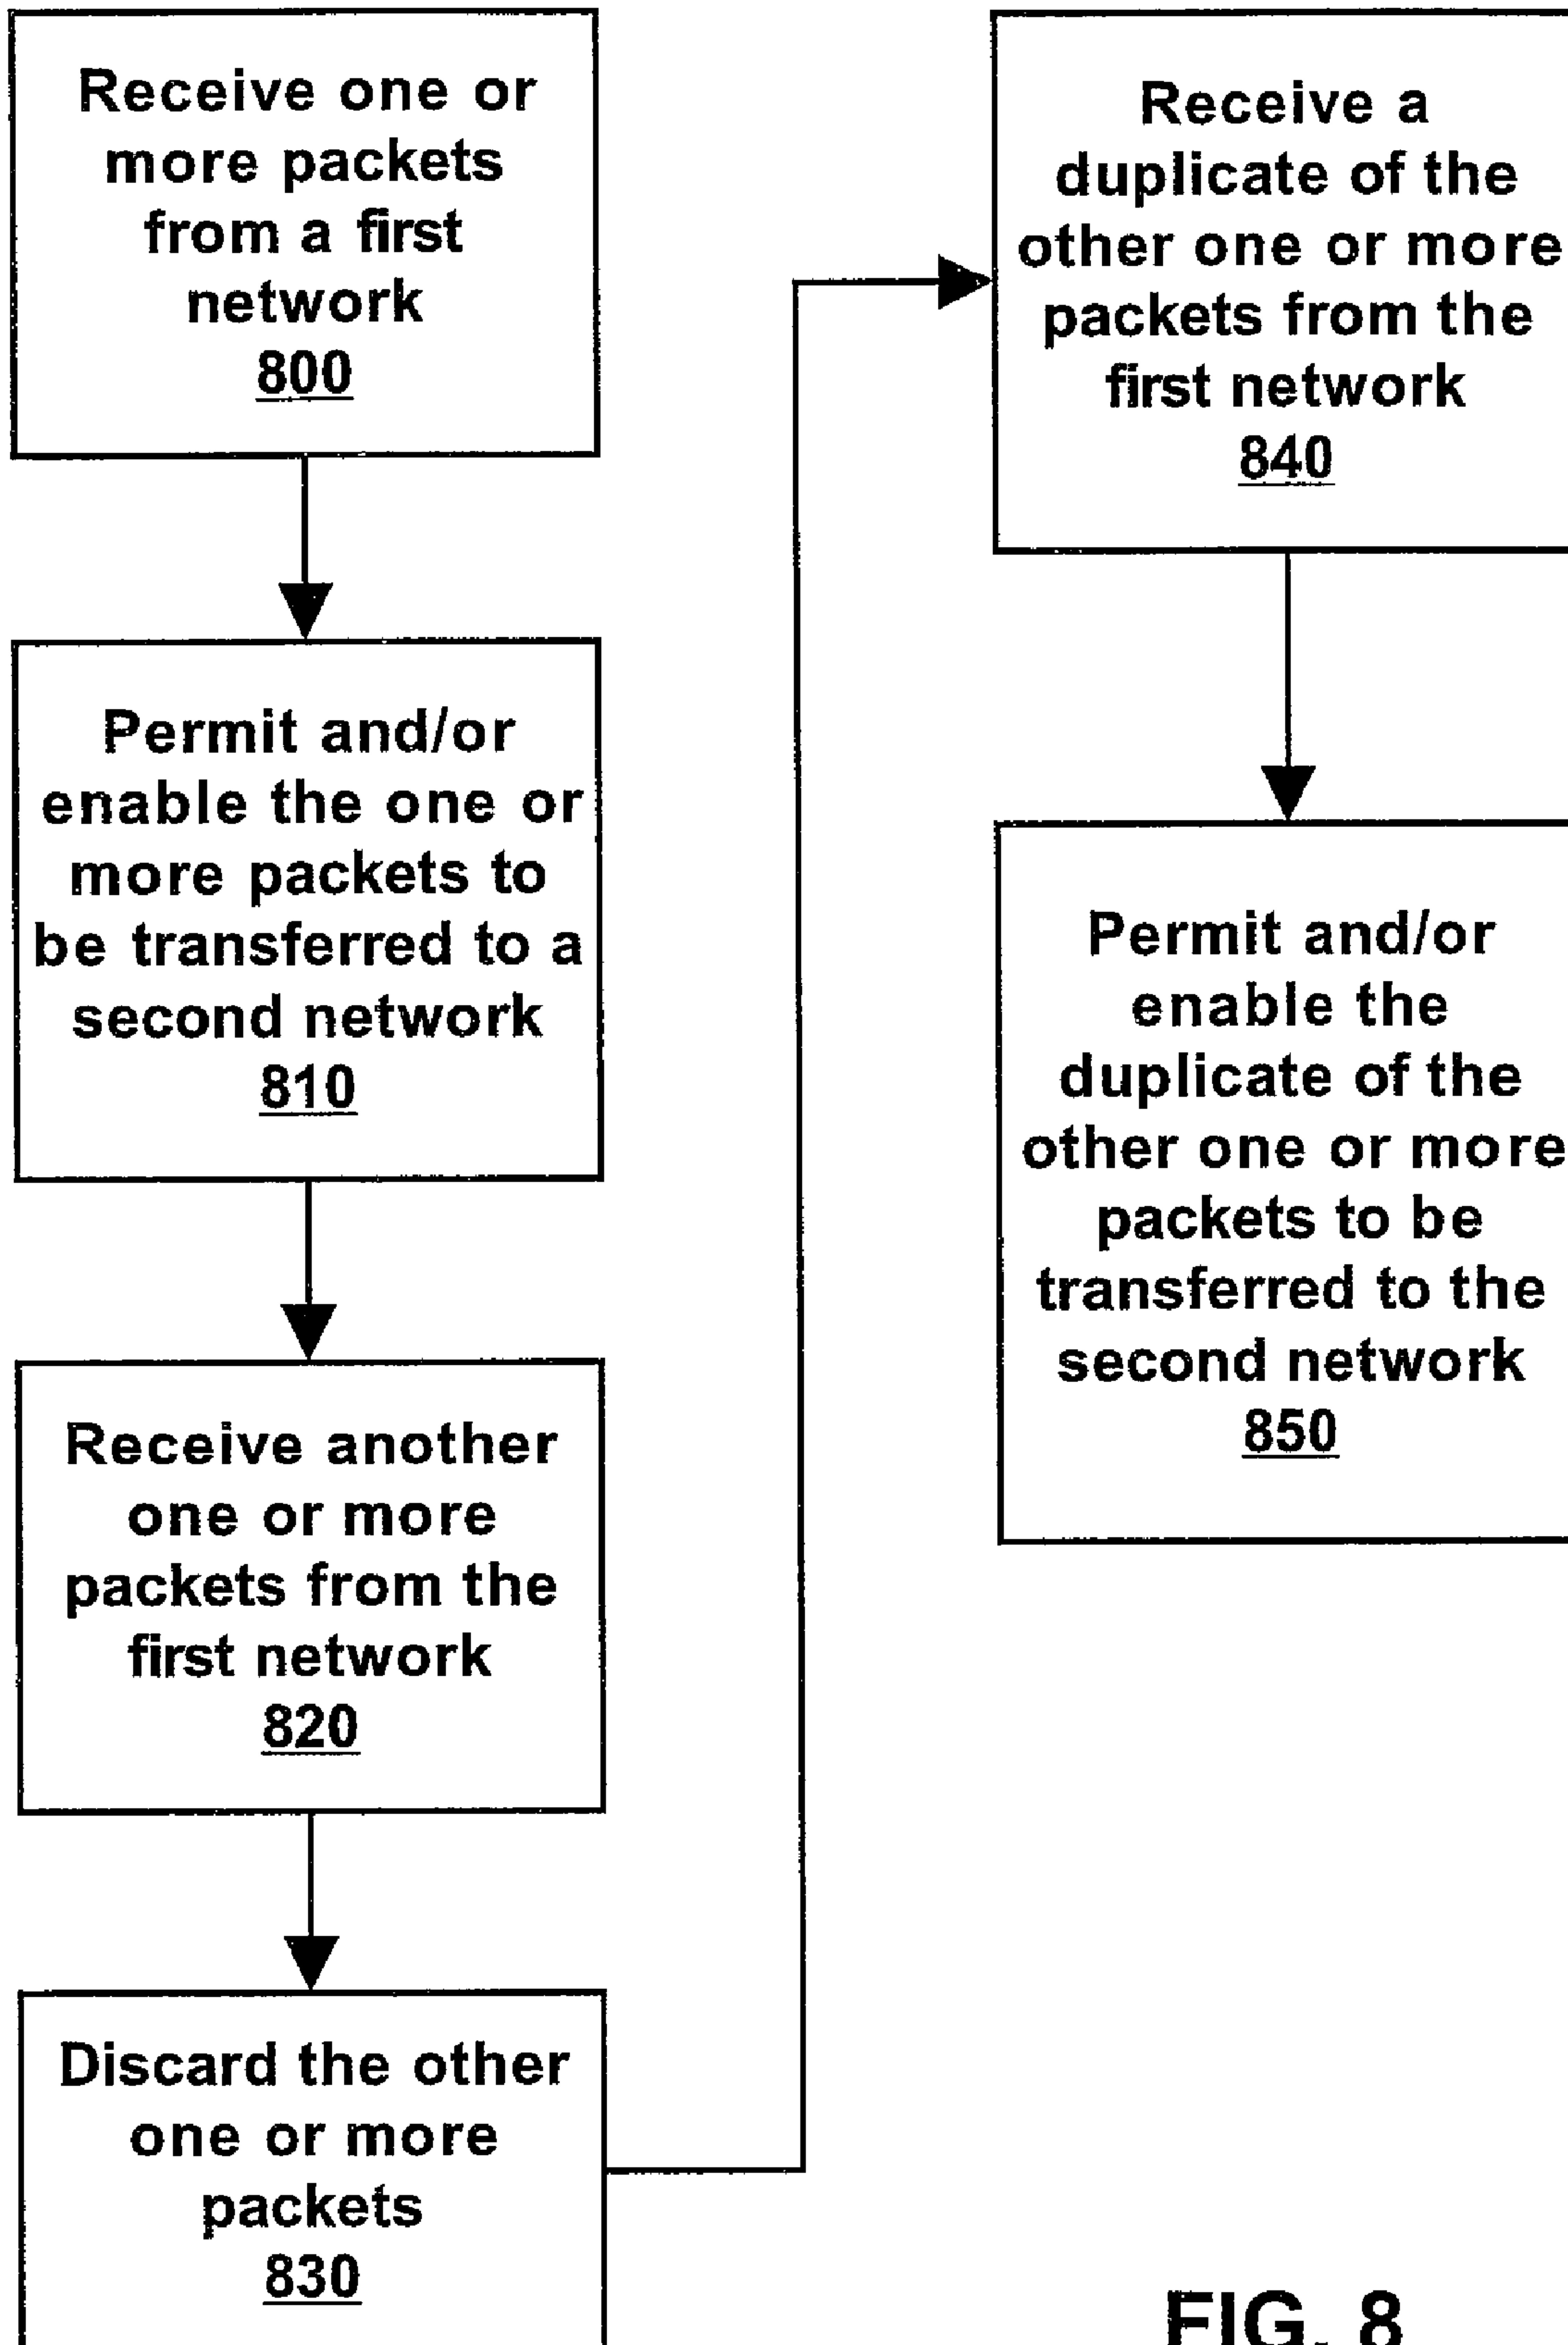 Receive one or
more packets
from a first
network
800
Permit and/or
enable the one or
more packets to
be transferred to a
second network
810
Receive another
one or more
packets from the
first network
820
Discard the other
one or more
packets
830
Receive a
duplicate of the
other one or more
packets from the
first network
840
Permit and/or
enable the
duplicate of the
other one or more
packets to be
transferred to the
second network
850
FIG. 8